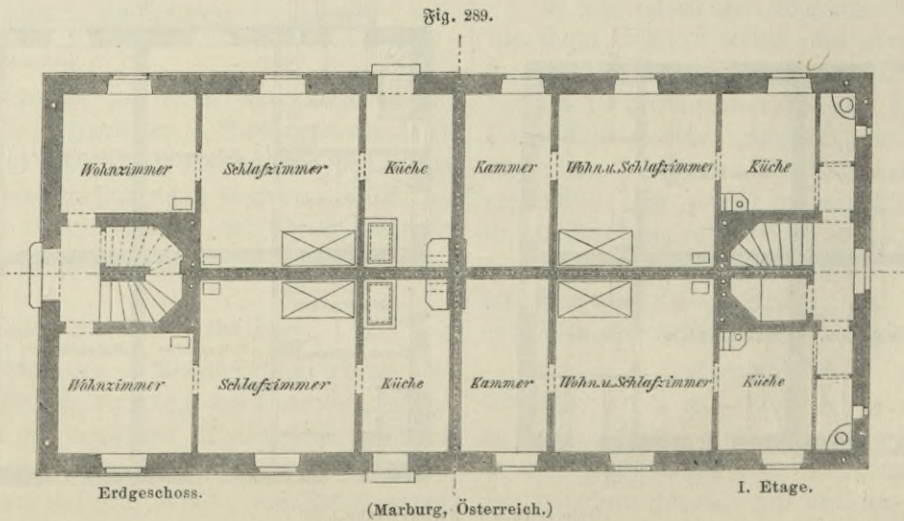 Fig. 289.
Wohnzimmer Schlafzimmer Küche Kammer Wohn.u.Schlafzimmer Küche
Wohnzimmer Schlafzimmer Küche Kammer Wohn.u.Schlafzimmer Küche
Erdgeschoss. I. Etage.
(Marburg, Österreich.)